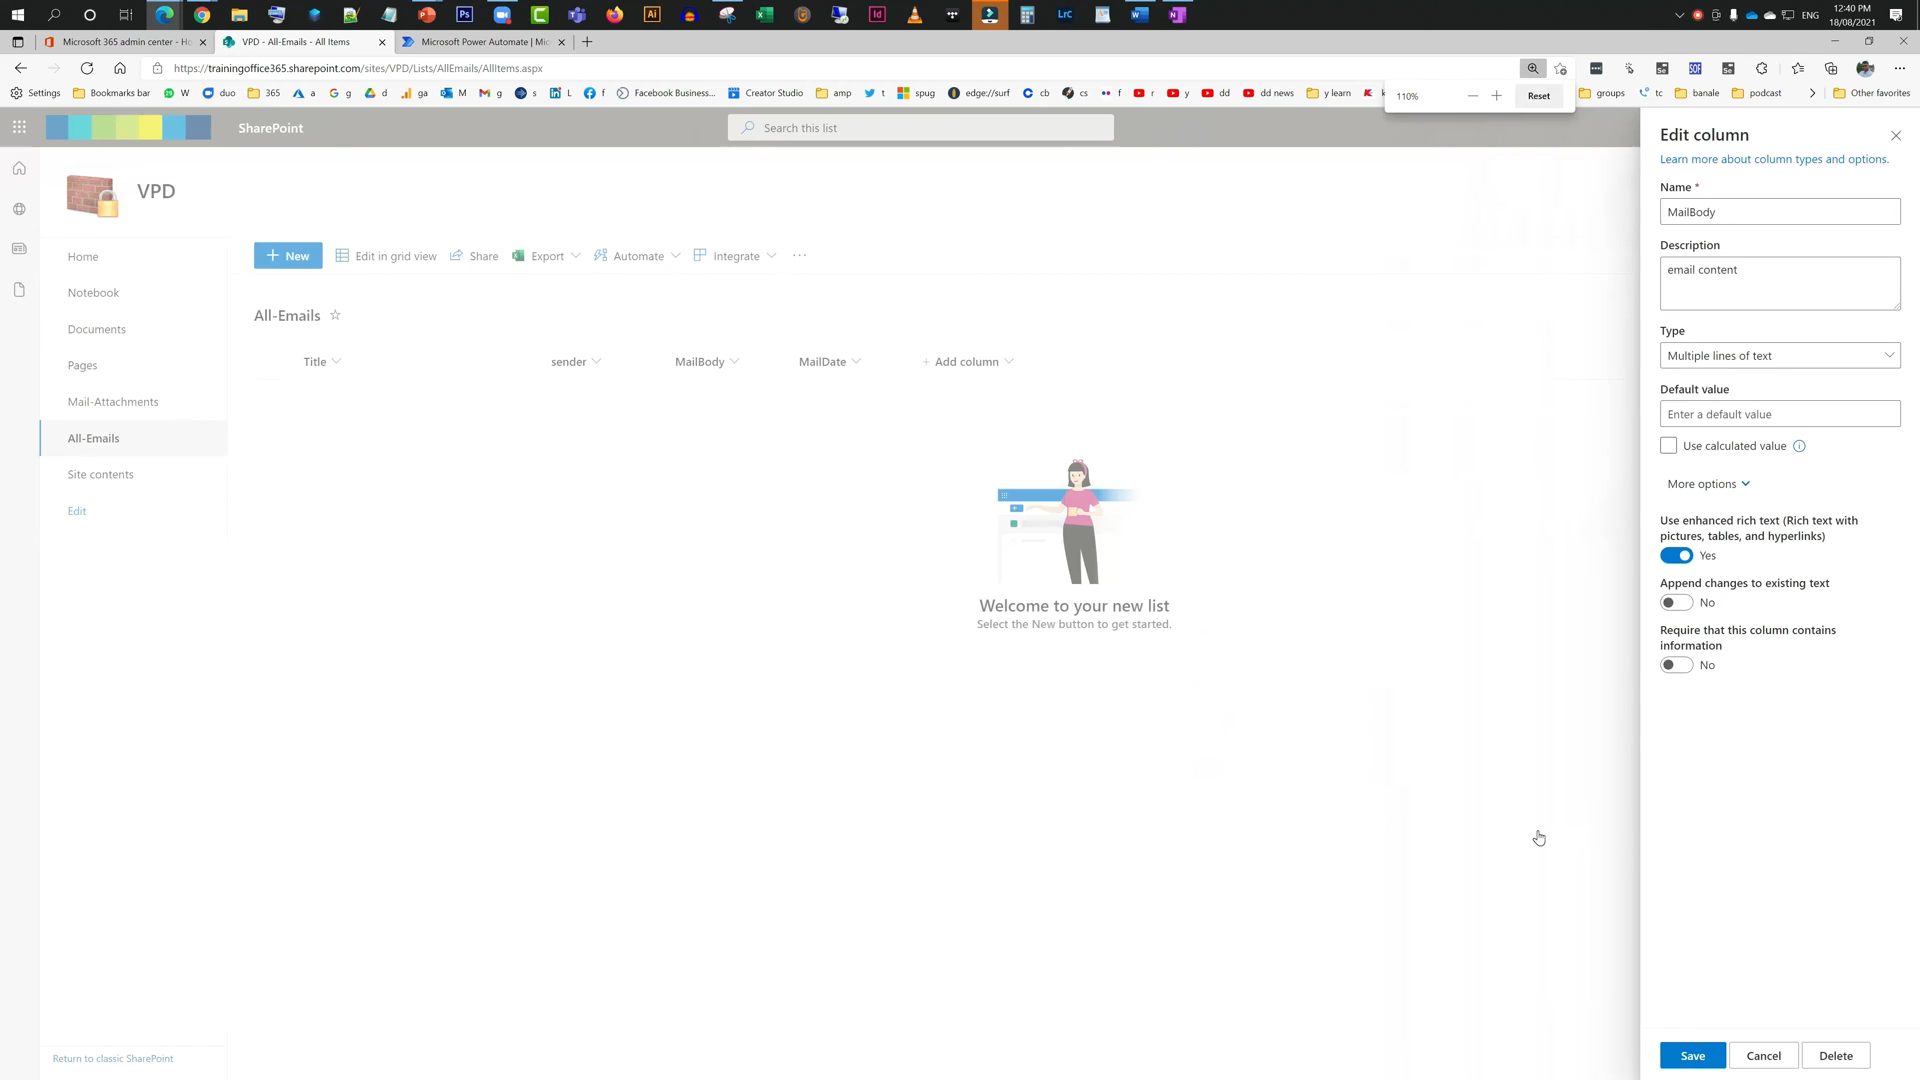 12:40 PM
ENG
18/08/2021
Microsoft 365 admin center - Ho
VPD - All-Emails - All Items
Microsoft Power Automate | Mic
https://trainingoffice365.sharepoint.com/sites/VPD/Lists/AllEmails/AllItems.aspx
Settings
Bookmarks bar
W
duo
365
a
g
d
ga
M
g
s
L
f
Facebook Business...
Creator Studio
amp
t
spug
edge://surf
cb
cs
f
r
y
dd
dd news
y learn
k
groups
tc
banale
podcast
Other favorites
110%
Reset
SharePoint
Search this list
VPD
Home
Notebook
Documents
Pages
Mail-Attachments
All-Emails
Site contents
Edit
Return to classic SharePoint
+ New
Edit in grid view
Share
Export
Automate
Integrate
...
All-Emails
Title
sender
MailBody
MailDate
+ Add column
Welcome to your new list
Select the New button to get started.
Edit column
Learn more about column types and options.
Name *
MailBody
Description
email content
Type
Multiple lines of text
Default value
Enter a default value
Use calculated value
More options
Use enhanced rich text (Rich text with
pictures, tables, and hyperlinks)
Yes
Append changes to existing text
No
Require that this column contains
information
No
Save
Cancel
Delete